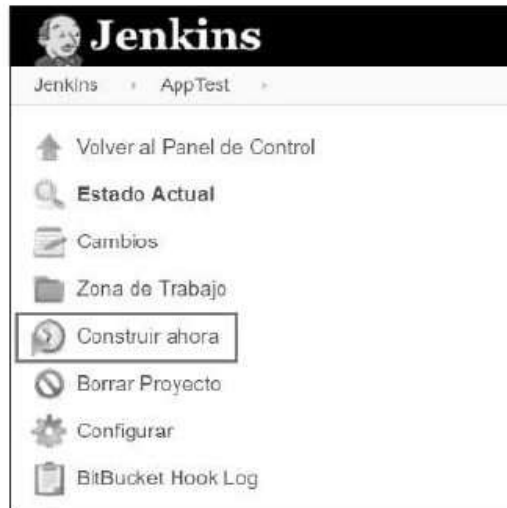 Jenkins
Jenkins AppTest
Volver al Panel de Control
Estado Actual
Cambios
Zona de Trabajo
Construir ahora
Borrar Proyecto
Configurar
BitBucket Hook Log